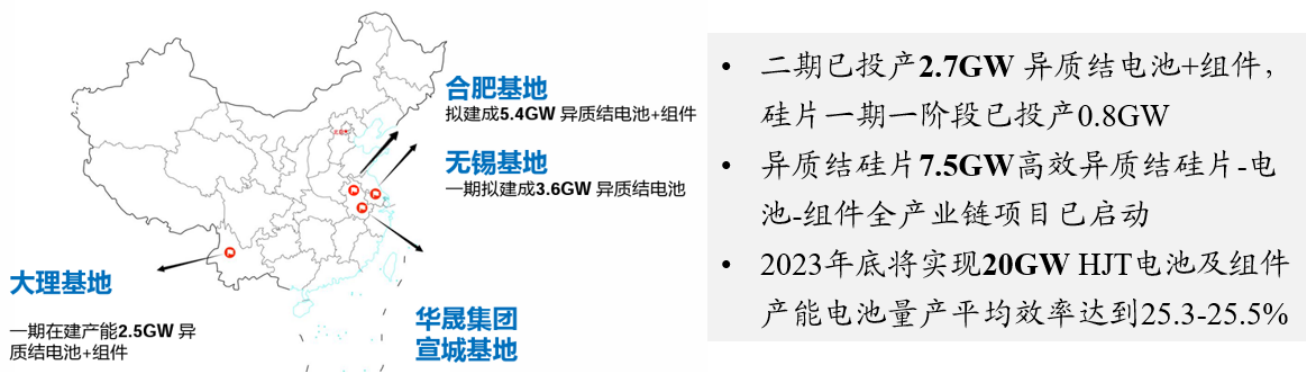 合肥基地
拟建成5.4GW 异质结电池+组件
无锡基地
一期拟建成3.6GW 异质结电池
大理基地
一期在建产能2.5GW 异
质结电池+组件
华晟集团
宣城基地
• 二期已投产2.7GW 异质结电池+组件，
硅片一期一阶段已投产0.8GW
• 异质结硅片7.5GW高效异质结硅片-电
池-组件全产业链项目已启动
• 2023年底将实现20GW HJT电池及组件
产能电池量产平均效率达到25.3-25.5%